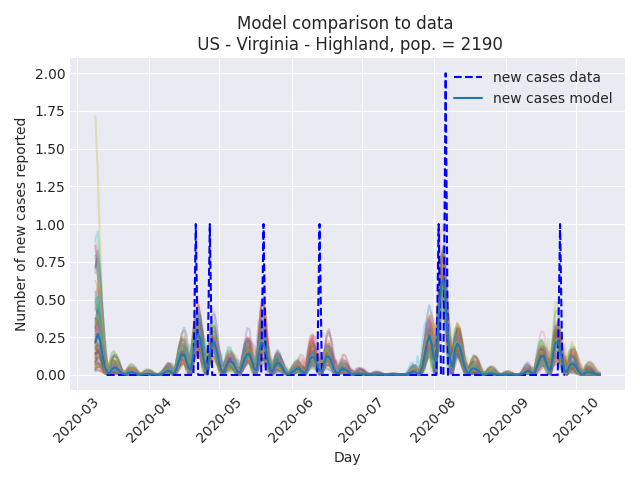 Model comparison to data
US - Virginia - Highland, pop. = 2190
new cases data
new cases model
Number of new cases reported
2.00
1.75
1.50
1.25
1.00
0.75
0.50
0.25
0.00
2020-03
2020-04
2020-05
2020-06
2020-07
2020-08
2020-09
2020-10
Day